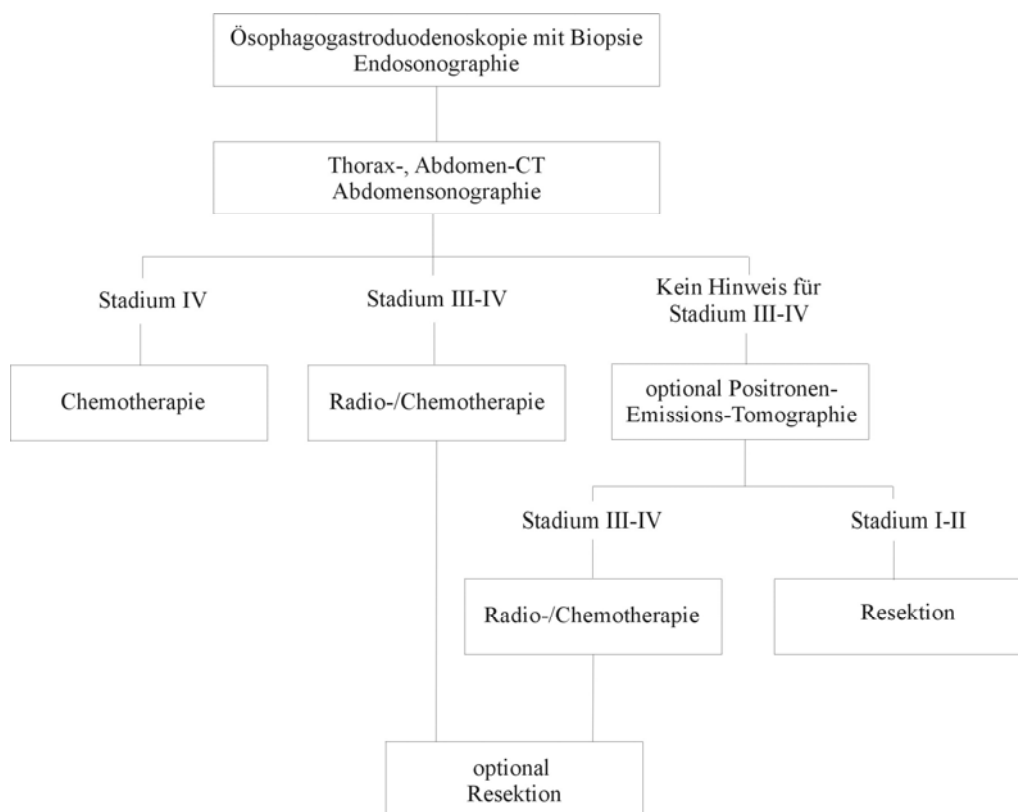 Ösophagogastroduodenoskopie mit Biopsie
Endosonographie
Thorax-, Abdomen-CT
Abdomensonographie
Stadium IV
Stadium III-IV
Kein Hinweis für
Stadium III-IV
Chemotherapie
Radio-/Chemotherapie
optional Positronen-
Emissions-Tomographie
Stadium III-IV
Stadium I-II
Radio-/Chemotherapie
Resektion
optional
Resektion